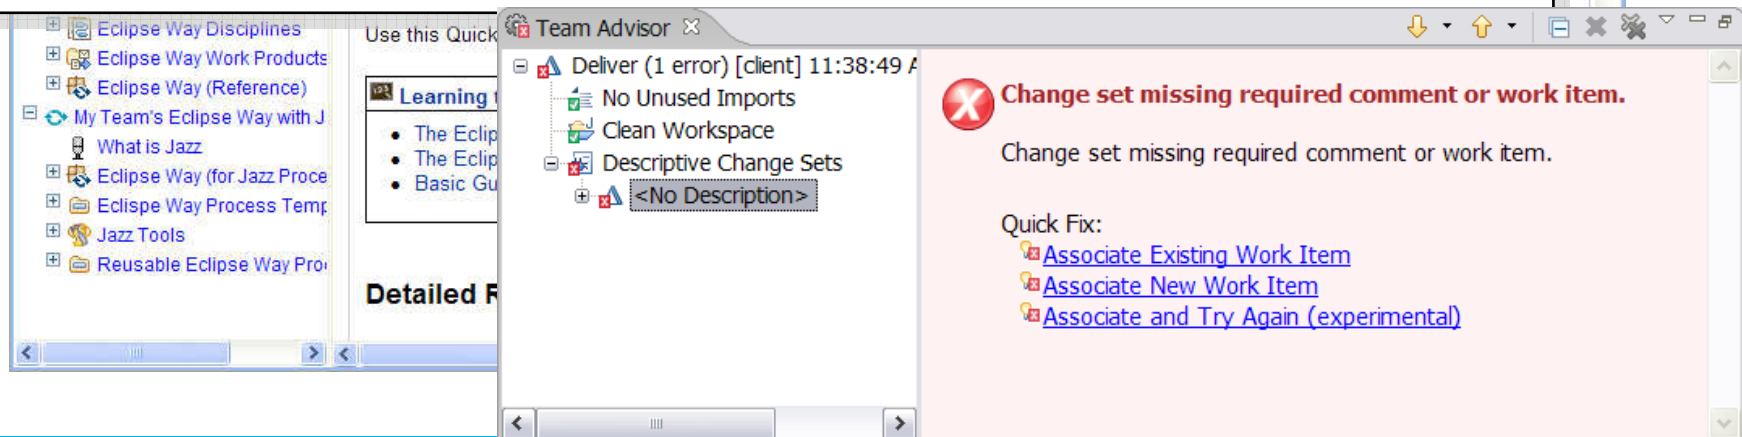 Eclipse Way Disciplines
Eclipse Way Work Products
Eclipse Way (Reference)
My Team's Eclipse Way with J
What is Jazz
Eclipse Way (for Jazz Proce
Eclispe Way Process Temp
Jazz Tools
Reusable Eclipse Way Pro
Use this Quick
Learning t
The Eclip
The Eclip
Basic Gu
Detailed R
Team Advisor
Deliver (1 error) [client] 11:38:49 A
No Unused Imports
Clean Workspace
Descriptive Change Sets
<No Description>
Change set missing required comment or work item.
Change set missing required comment or work item.
Quick Fix:
Associate Existing Work Item
Associate New Work Item
Associate and Try Again (experimental)